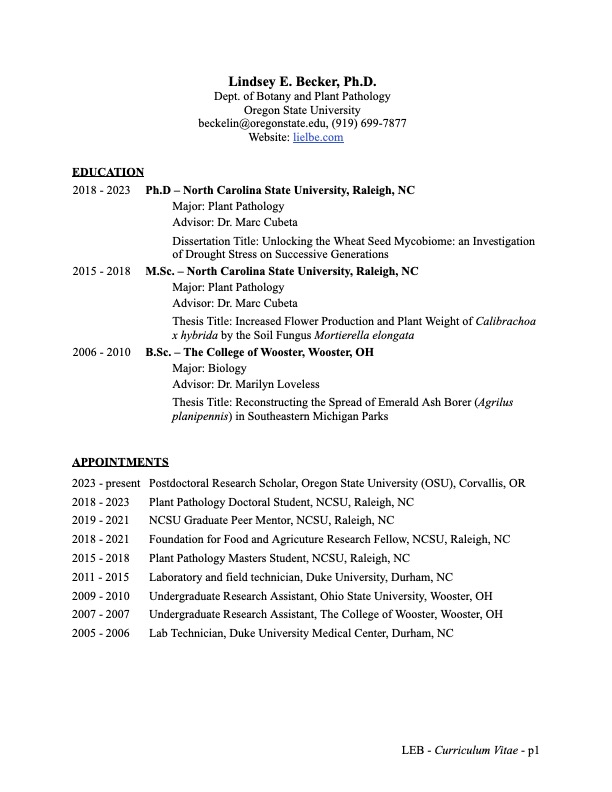 Lindsey E. Becker, Ph.D.
Dept. of Botany and Plant Pathology
Oregon State University
beckelin@oregonstate.edu, (919) 699-7877
Website: lielbe.com
EDUCATION
2018 - 2023 Ph.D – North Carolina State University, Raleigh, NC
Major: Plant Pathology
Advisor: Dr. Marc Cubeta
Dissertation Title: Unlocking the Wheat Seed Mycobiome: an Investigation
of Drought Stress on Successive Generations
2015 - 2018 M.Sc. – North Carolina State University, Raleigh, NC
Major: Plant Pathology
Advisor: Dr. Marc Cubeta
Thesis Title: Increased Flower Production and Plant Weight of Calibrachoa
x hybrida by the Soil Fungus Mortierella elongata
2006 - 2010 B.Sc. – The College of Wooster, Wooster, OH
Major: Biology
Advisor: Dr. Marilyn Loveless
Thesis Title: Reconstructing the Spread of Emerald Ash Borer (Agrilus
planipennis) in Southeastern Michigan Parks
APPOINTMENTS
2023 - present Postdoctoral Research Scholar, Oregon State University (OSU), Corvallis, OR
2018 - 2023 Plant Pathology Doctoral Student, NCSU, Raleigh, NC
2019 - 2021 NCSU Graduate Peer Mentor, NCSU, Raleigh, NC
2018 - 2021 Foundation for Food and Agricuture Research Fellow, NCSU, Raleigh, NC
2015 - 2018 Plant Pathology Masters Student, NCSU, Raleigh, NC
2011 - 2015 Laboratory and field technician, Duke University, Durham, NC
2009 - 2010 Undergraduate Research Assistant, Ohio State University, Wooster, OH
2007 - 2007 Undergraduate Research Assistant, The College of Wooster, Wooster, OH
2005 - 2006 Lab Technician, Duke University Medical Center, Durham, NC
LEB - Curriculum Vitae - p1